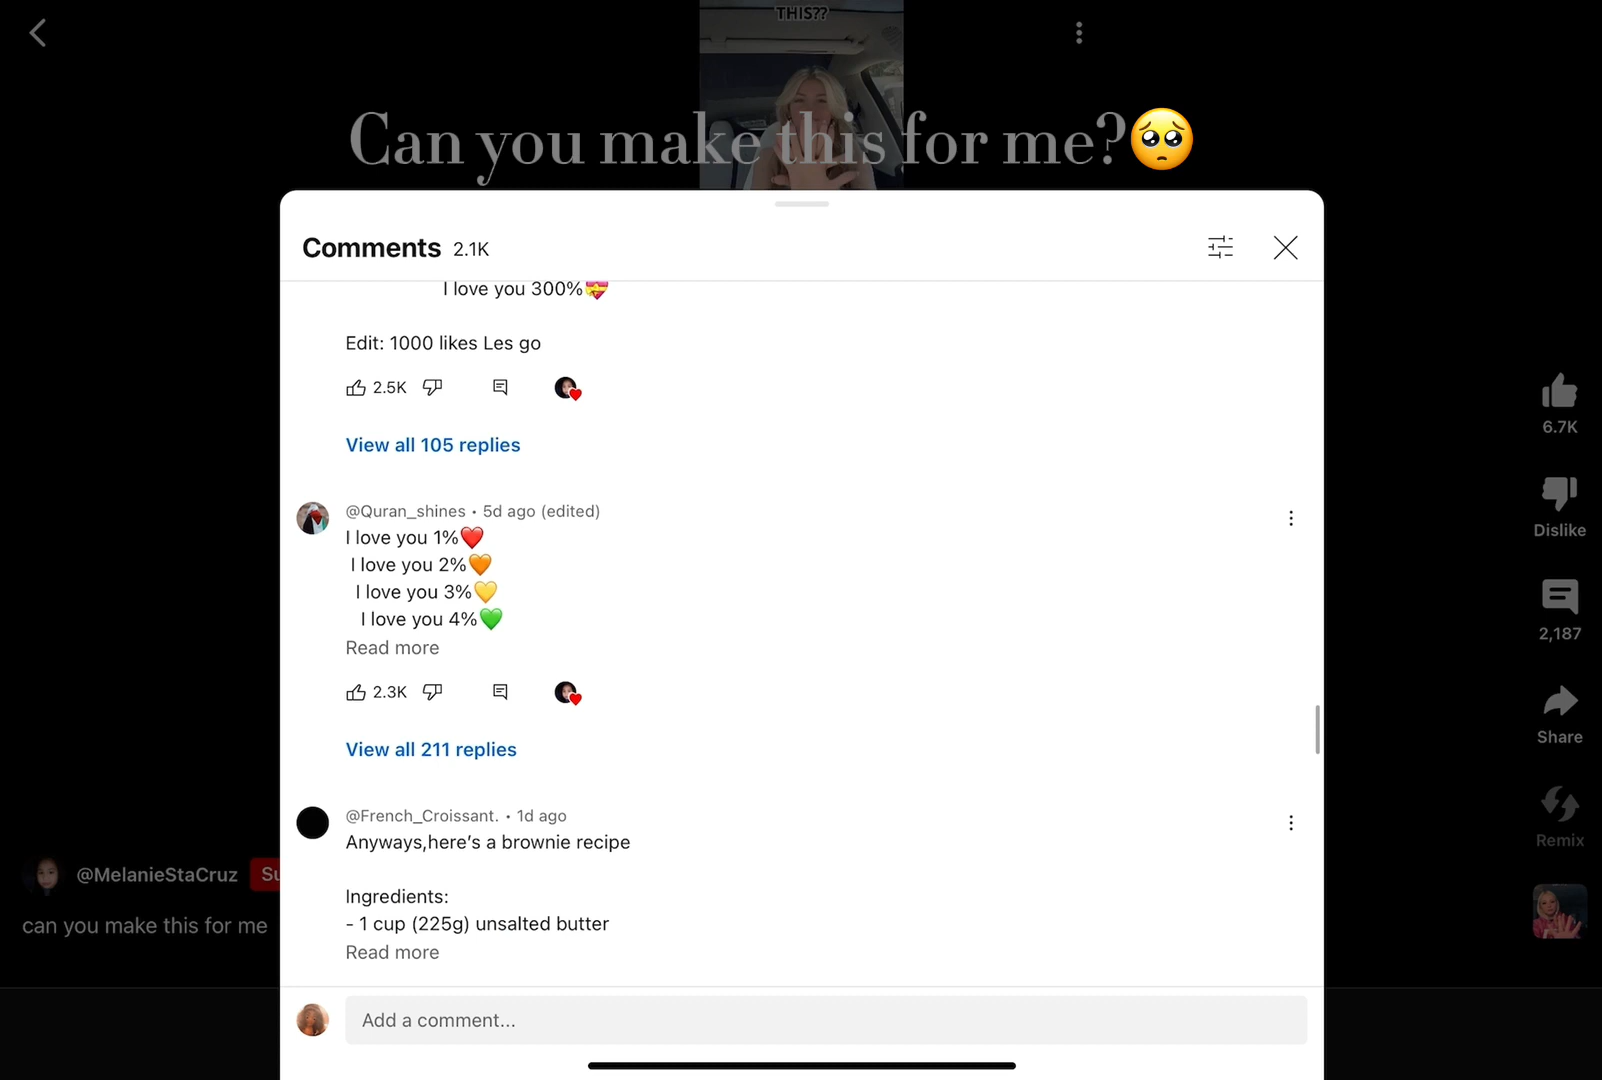 THIS??
Can you make this for me?🥺
Comments 2.1K
I love you 300%💝
Edit: 1000 likes Les go
2.5K
View all 105 replies
@Quran_shines • 5d ago (edited)
I love you 1%❤️
I love you 2%🧡
I love you 3%💛
I love you 4%💚
Read more
2.3K
View all 211 replies
@French_Croissant. • 1d ago
Anyways,here’s a brownie recipe
Ingredients:
- 1 cup (225g) unsalted butter
Read more
Add a comment...
@MelanieStaCruz Su
can you make this for me
6.7K
Dislike
2,187
Share
Remix